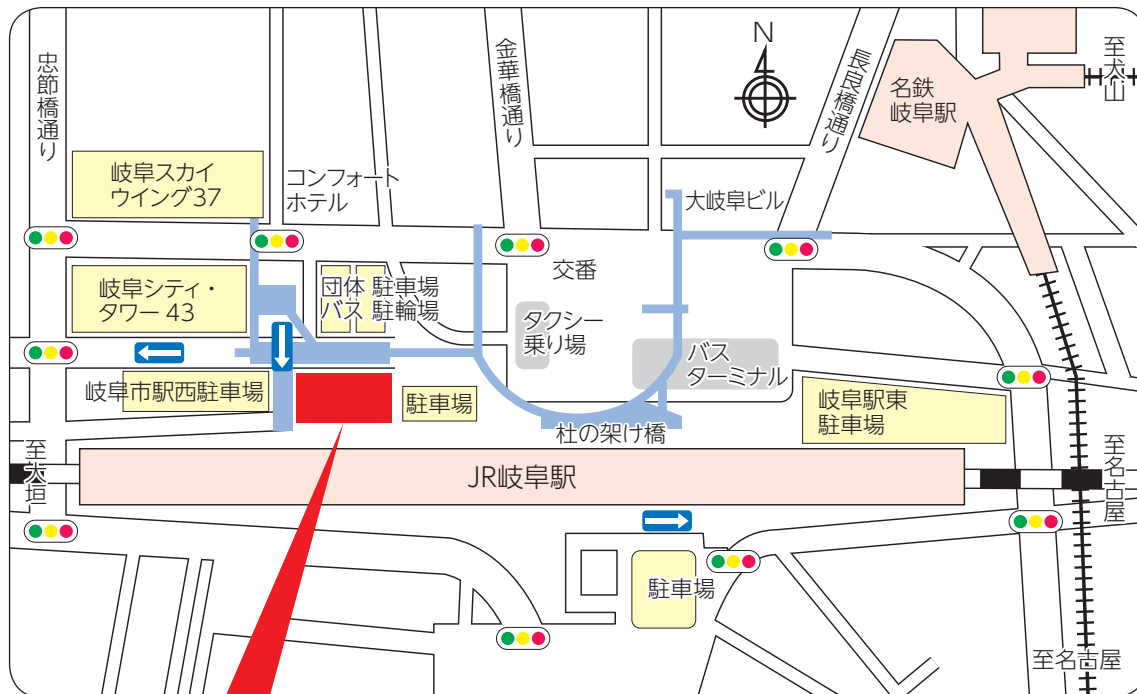 忠節橋通り
金華橋通り
N
長良橋通り
名鉄
岐阜駅
至犬山
岐阜スカイ
ウイング37
コンフォート
ホテル
大岐阜ビル
岐阜シティ・
タワー 43
団体
バス
駐車場
駐輪場
交番
タクシー
乗り場
バス
ターミナル
岐阜市駅西駐車場
駐車場
杜の架け橋
岐阜駅東
駐車場
至大垣
JR岐阜駅
至名古屋
駐車場
至名古屋